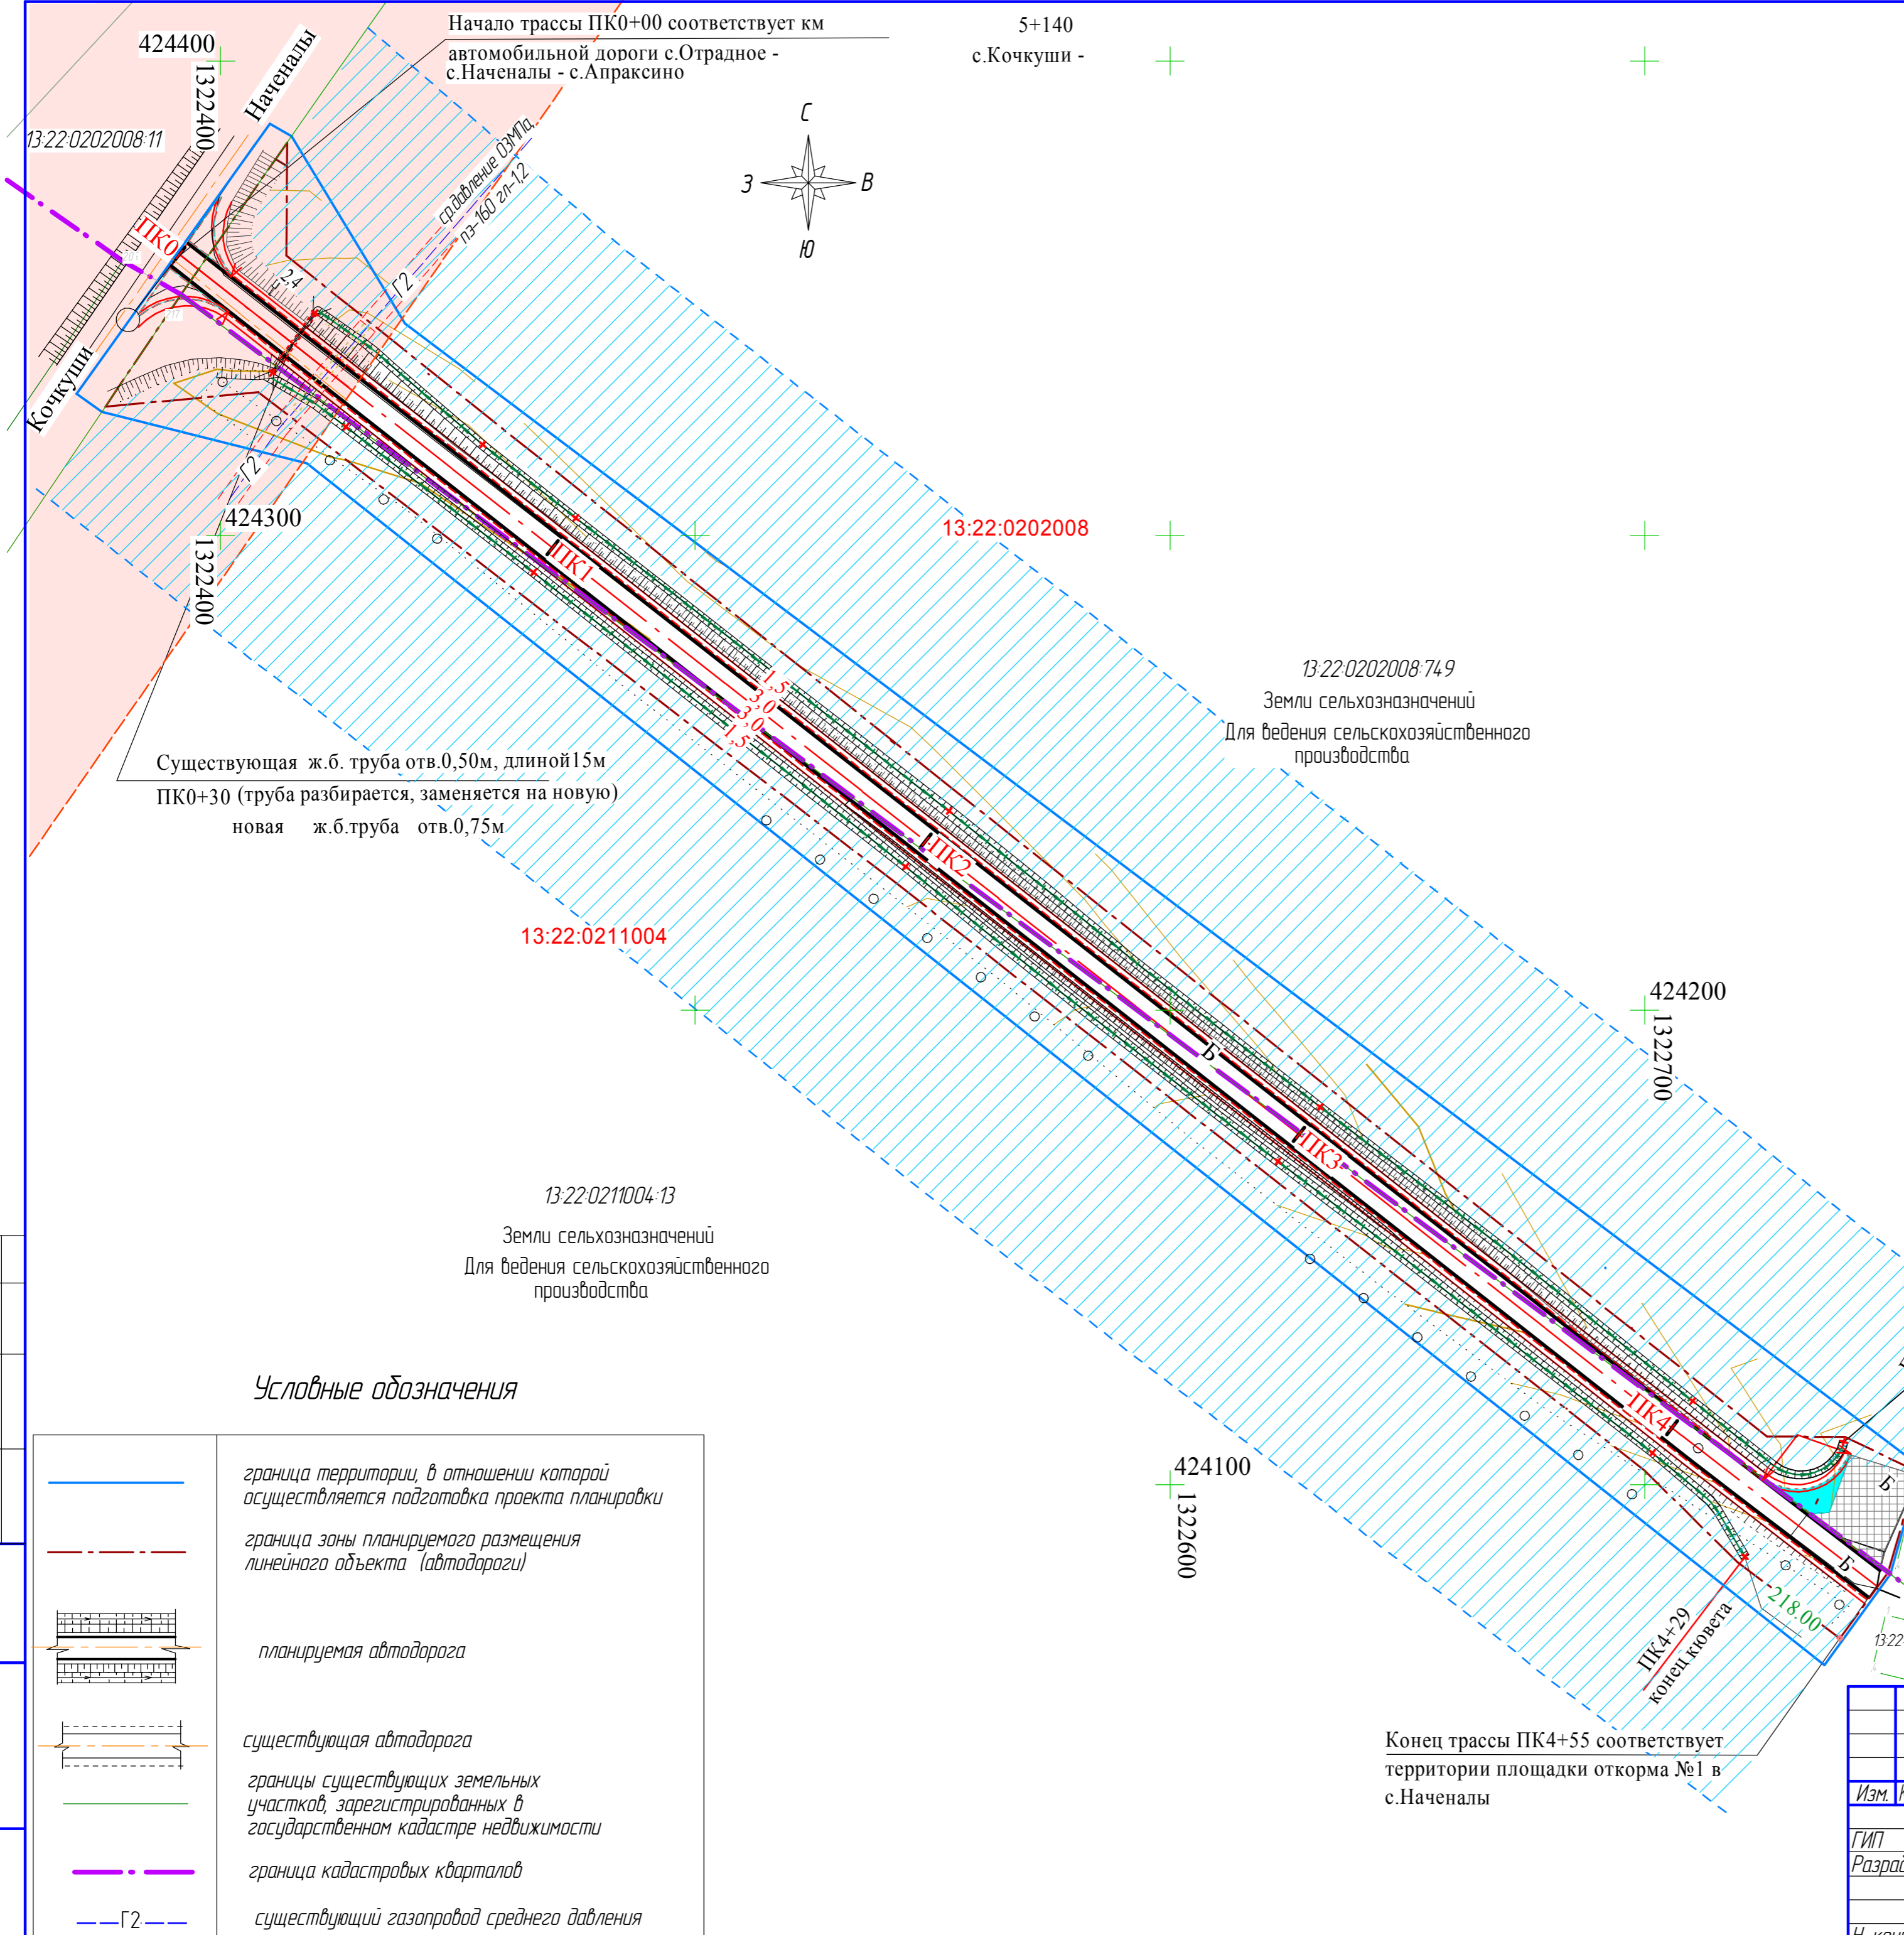 Начало трассы ПК0+00 соответствует км 5+140
автомобильной дороги с.Отрадное - с.Кочкуши -
с.Наченалы - с.Апраксино
424400
1322400
Наченалы
13:22:0202008:11
С
З
В
Ю
ср.давление 03МПа
пэ-160 гл-1,2
Г2
ПК0
2,4
Кочкуши
Г2
424300
1322400
ПК1
13:22:0202008
13:22:0202008:749
Земли сельхозназначений
Для ведения сельскохозяйственного
производства
1,5
3,0
3,0
1,5
Существующая ж.б. труба отв.0,50м, длиной15м
ПК0+30 (труба разбирается, заменяется на новую)
новая ж.б.труба отв.0,75м
ПК2
13:22:0211004
424200
1322700
Б
ПК3
13:22:0211004:13
Земли сельхозназначений
Для ведения сельскохозяйственного
производства
ПК4
424100
1322600
Б
Б
218.00
ПК4+29
конец кювета
13:22
Конец трассы ПК4+55 соответствует
территории площадки откорма №1 в
с.Наченалы
Условные обозначения
граница территории, в отношении которой
осуществляется подготовка проекта планировки
граница зоны планируемого размещения
линейного объекта (автодороги)
планируемая автодорога
существующая автодорога
границы существующих земельных
участков, зарегистрированных в
государственном кадастре недвижимости
граница кадастровых кварталов
Г2
существующий газопровод среднего давления
Изм.
ГИП